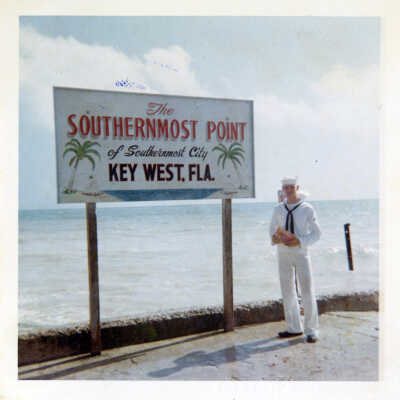 The
SOUTHERNMOST POINT
of Southernmost City
KEY WEST, FLA.